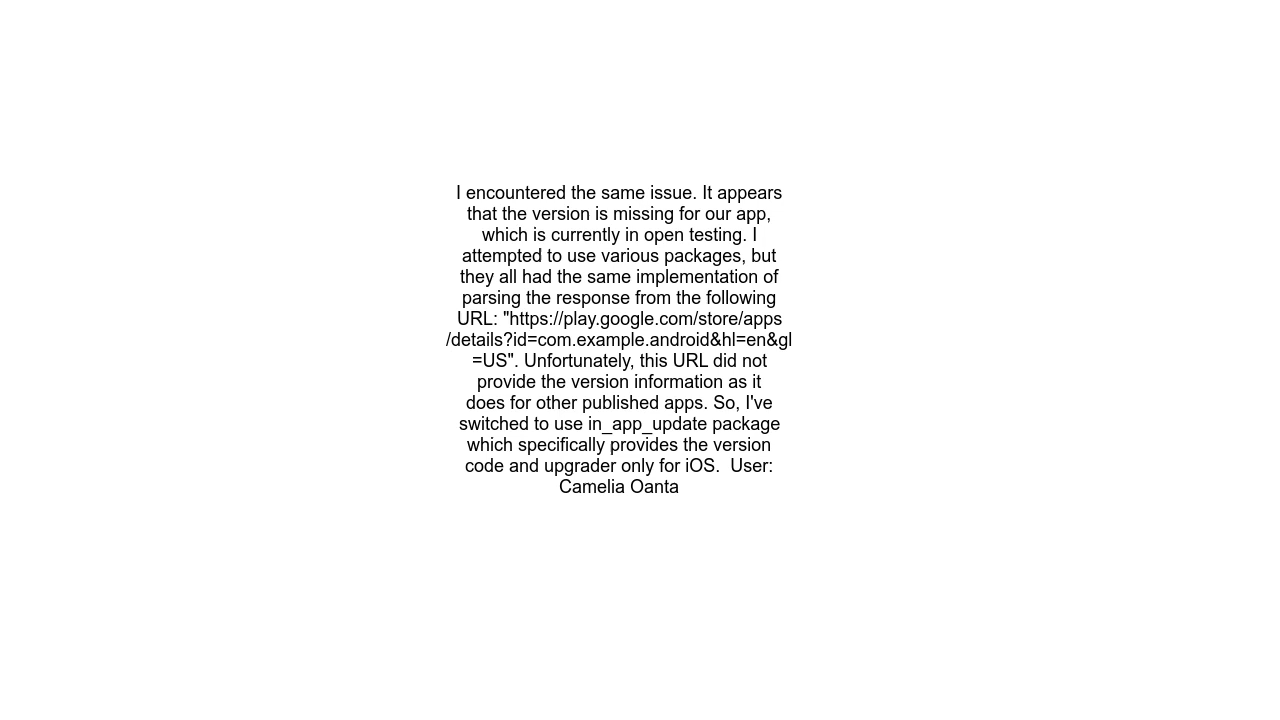 I encountered the same issue. It appears
that the version is missing for our app,
which is currently in open testing. I
attempted to use various packages, but
they all had the same implementation of
parsing the response from the following
URL: "https://play.google.com/store/apps
/details?id=com.example.android&hl=en&gl
=US". Unfortunately, this URL did not
provide the version information as it
does for other published apps. So, I've
switched to use in_app_update package
which specifically provides the version
code and upgrader only for iOS.  User:
Camelia Oanta